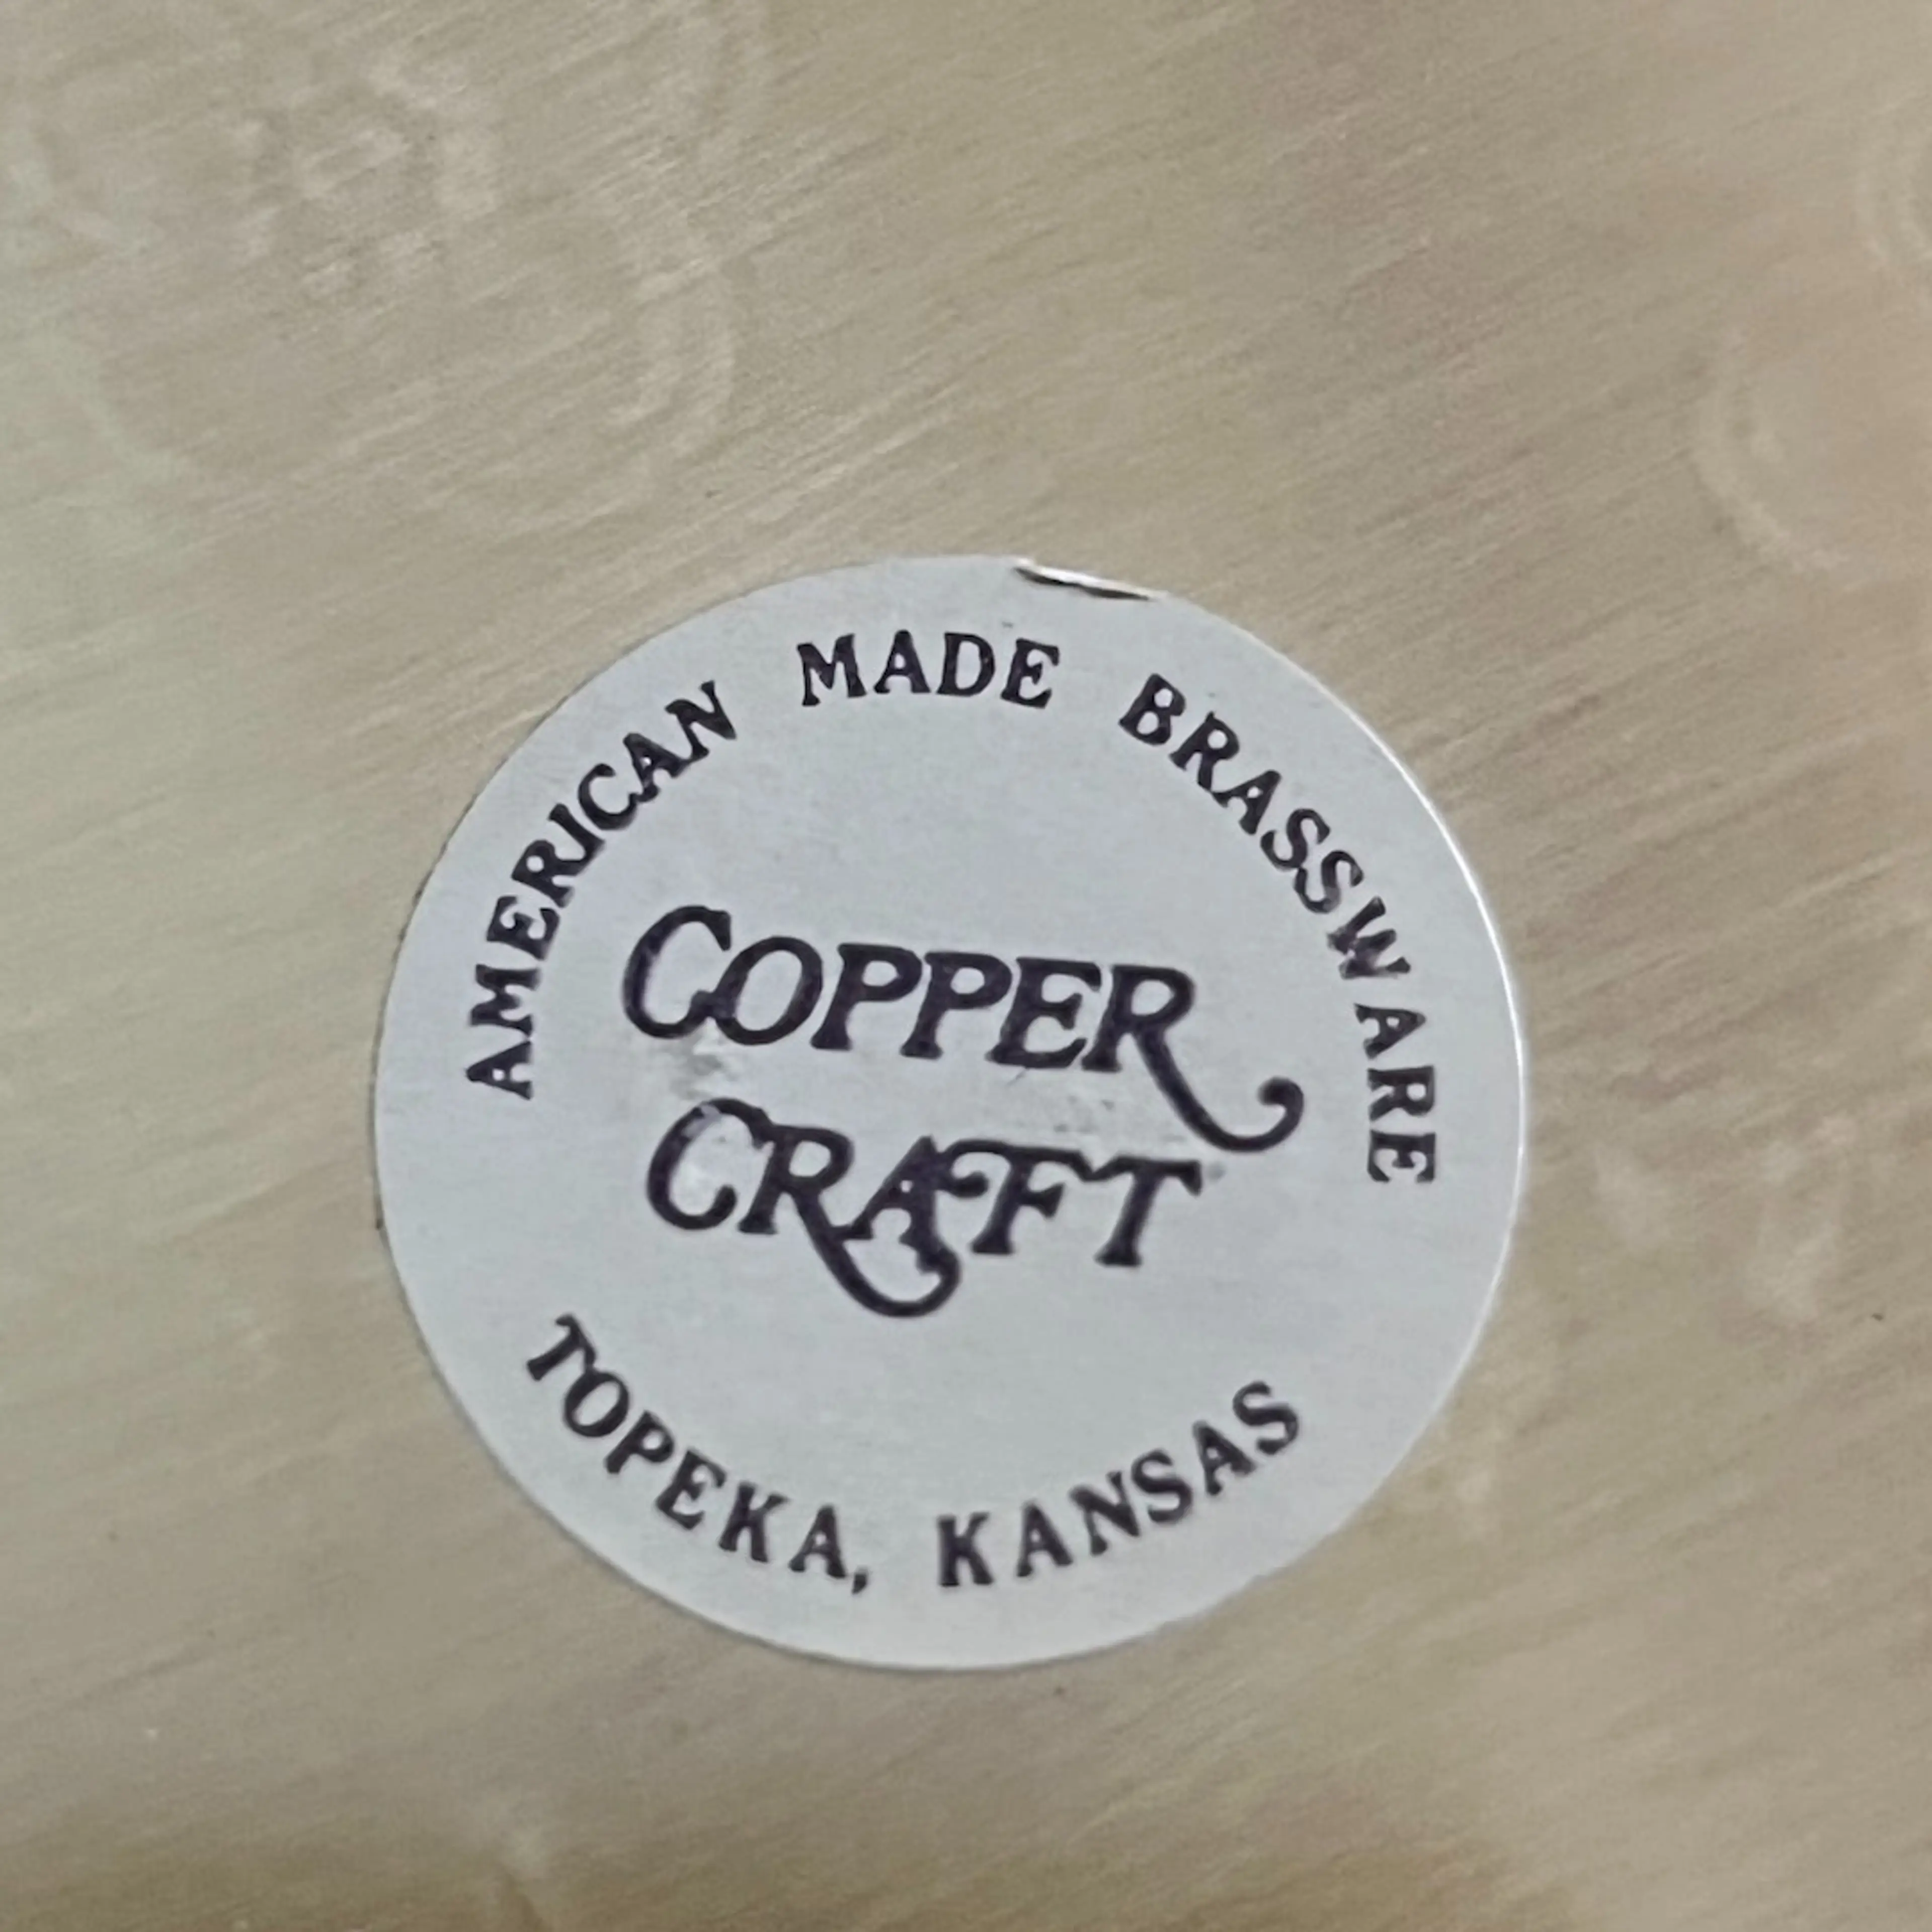 AMERICAN MADE BRASSWARE
COPPER
CRAFT
TOPEKA, KANSAS